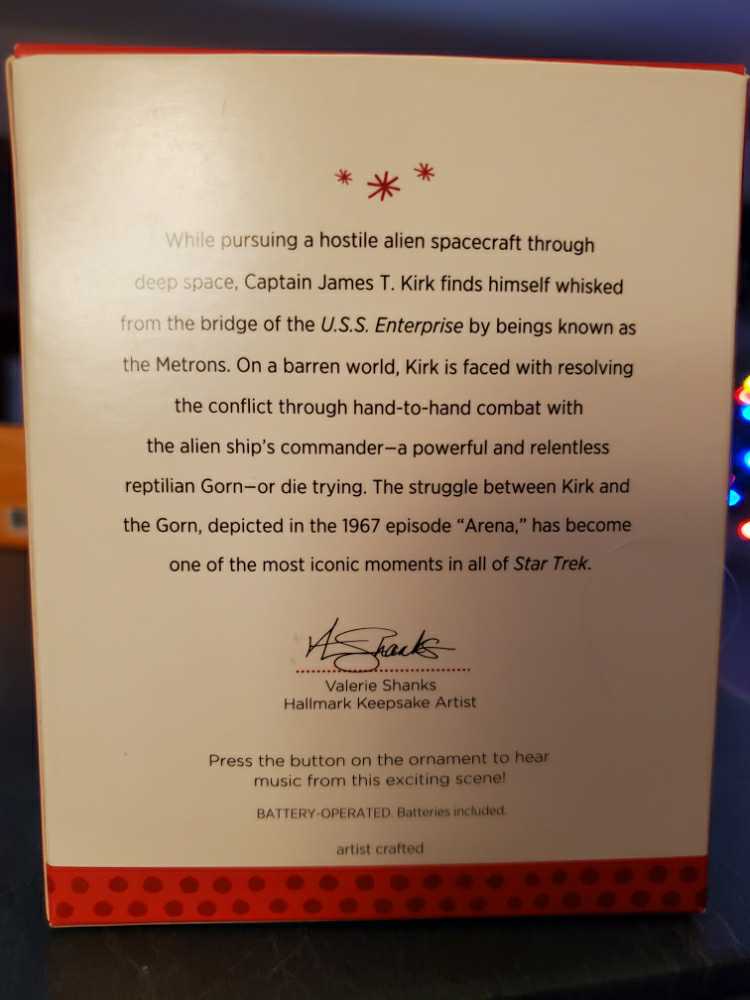 While pursuing a hostile alien spacecraft through
deep space, Captain James T. Kirk finds himself whisked
from the bridge of the U.S.S. Enterprise by beings known as
the Metrons. On a barren world, Kirk is faced with resolving
the conflict through hand-to-hand combat with
the alien ship's commander—a powerful and relentless
reptilian Gorn—or die trying. The struggle between Kirk and
the Gorn, depicted in the 1967 episode “Arena,” has become
one of the most iconic moments in all of Star Trek.
V Shanks
Valerie Shanks
Hallmark Keepsake Artist
Press the button on the ornament to hear
music from this exciting scene!
BATTERY-OPERATED. Batteries included.
artist crafted